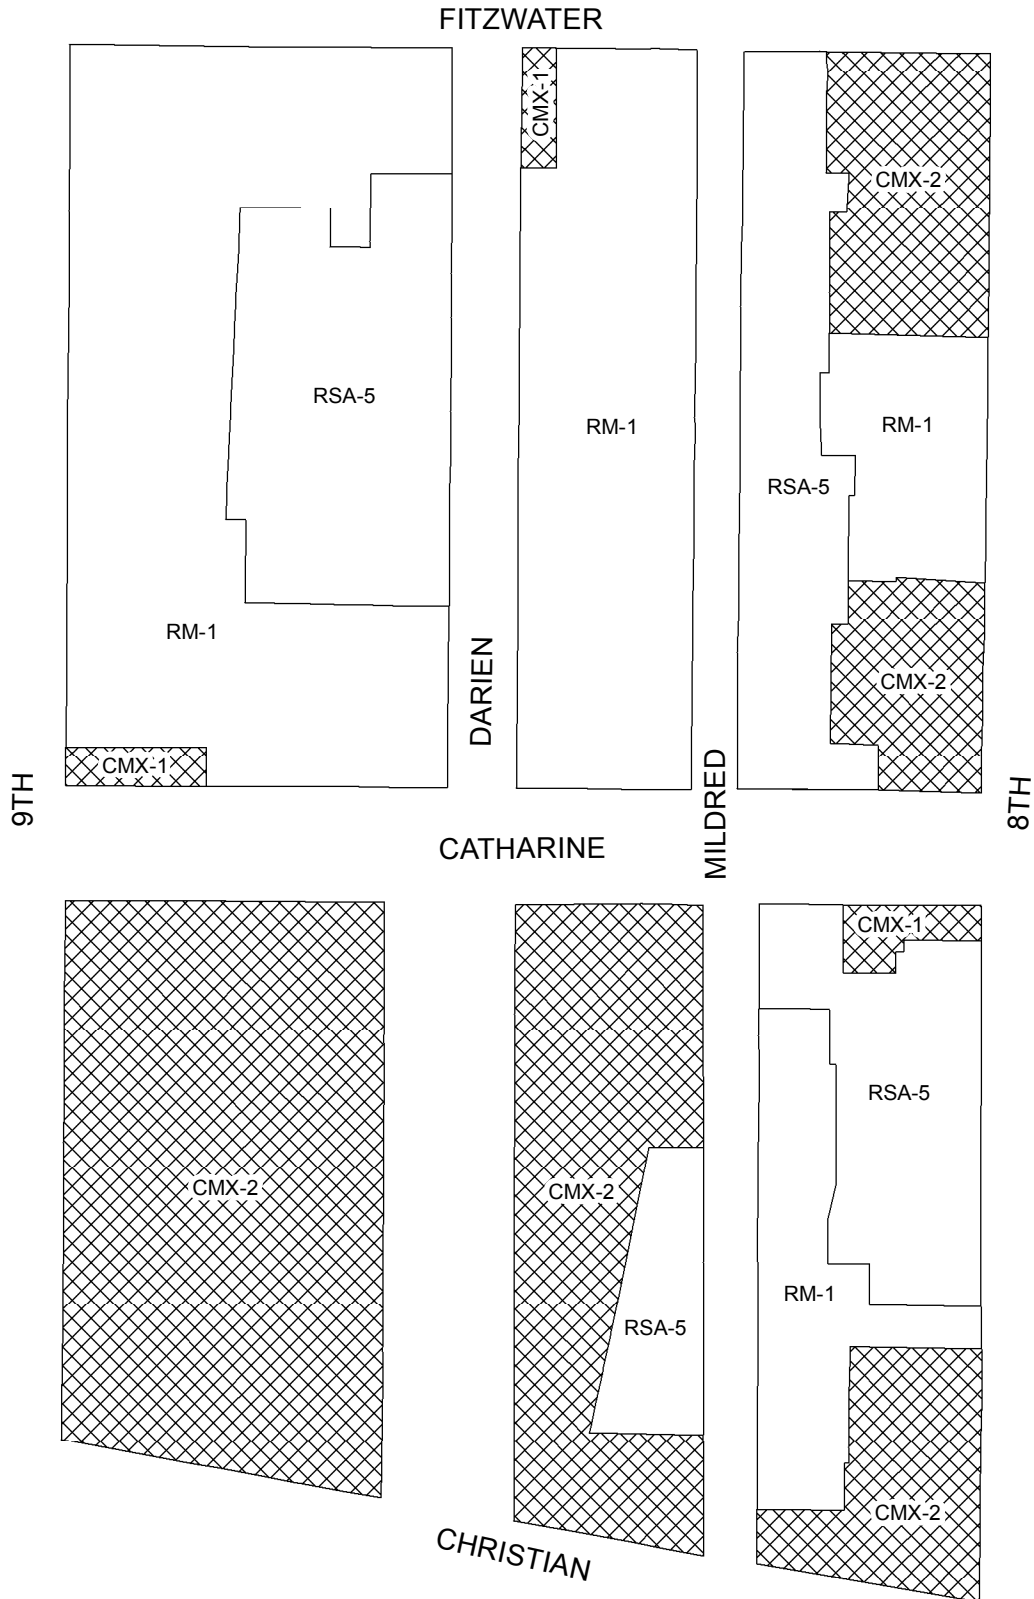 FITZWATER
CMX-1
CMX-2
RSA-5
RM-1
RM-1
RSA-5
RM-1
CMX-2
CMX-1
DARIEN
MILDRED
9TH
8TH
CATHARINE
CMX-1
RSA-5
CMX-2
CMX-2
RM-1
RSA-5
CMX-2
CHRISTIAN